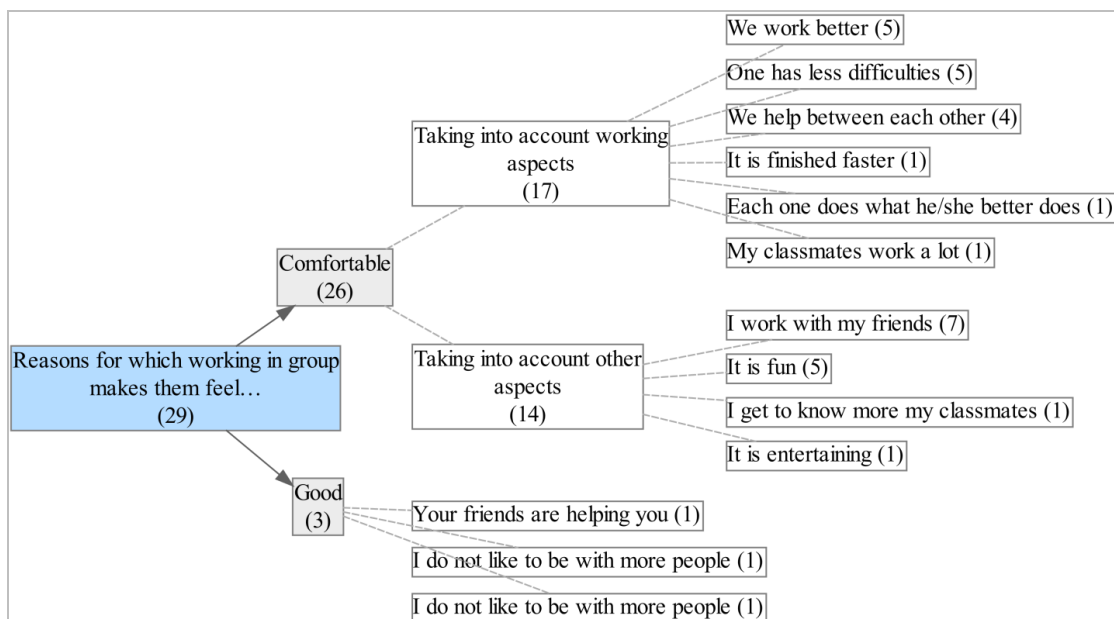 Reasons for which working in group
makes them feel…
(29)
Comfortable
(26)
Taking into account working
aspects
(17)
We work better (5)
One has less difficulties (5)
We help between each other (4)
It is finished faster (1)
Each one does what he/she better does (1)
My classmates work a lot (1)
Taking into account other
aspects
(14)
I work with my friends (7)
It is fun (5)
I get to know more my classmates (1)
It is entertaining (1)
Good
(3)
Your friends are helping you (1)
I do not like to be with more people (1)
I do not like to be with more people (1)